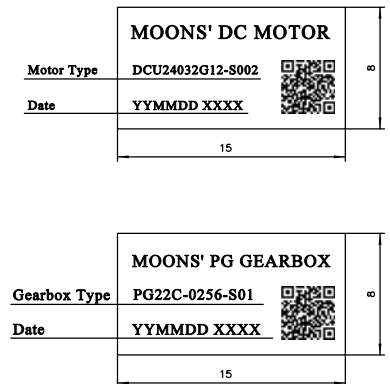 MOONS' DC MOTOR
Motor Type DCU24032G12-S002
Date YYMMDD XXXX
8
15
MOONS' PG GEARBOX
Gearbox Type PG22C-0256-S01
Date YYMMDD XXXX
8
15